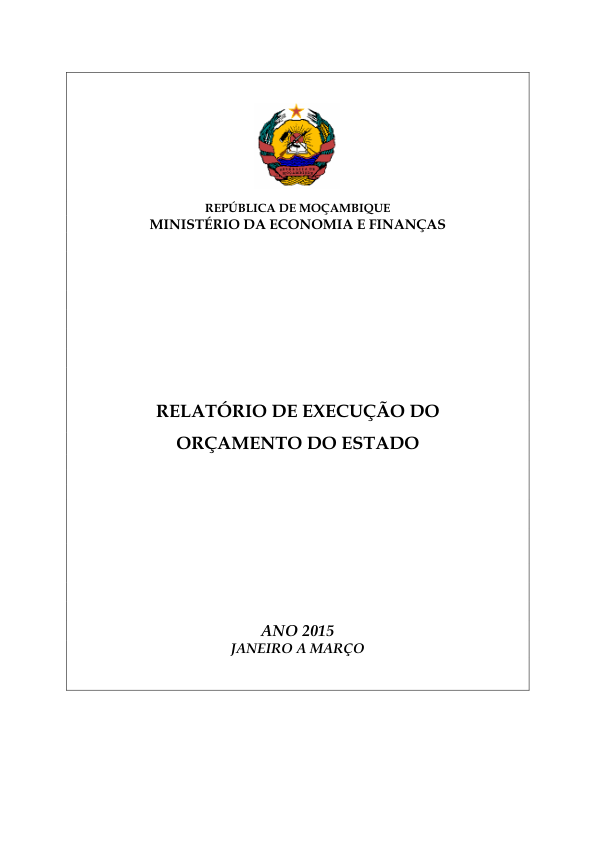 REPÚBLICA DE MOÇAMBIQUE
MINISTÉRIO DA ECONOMIA E FINANÇAS
RELATÓRIO DE EXECUÇÃO DO
ORÇAMENTO DO ESTADO
ANO 2015
JANEIRO A MARÇO